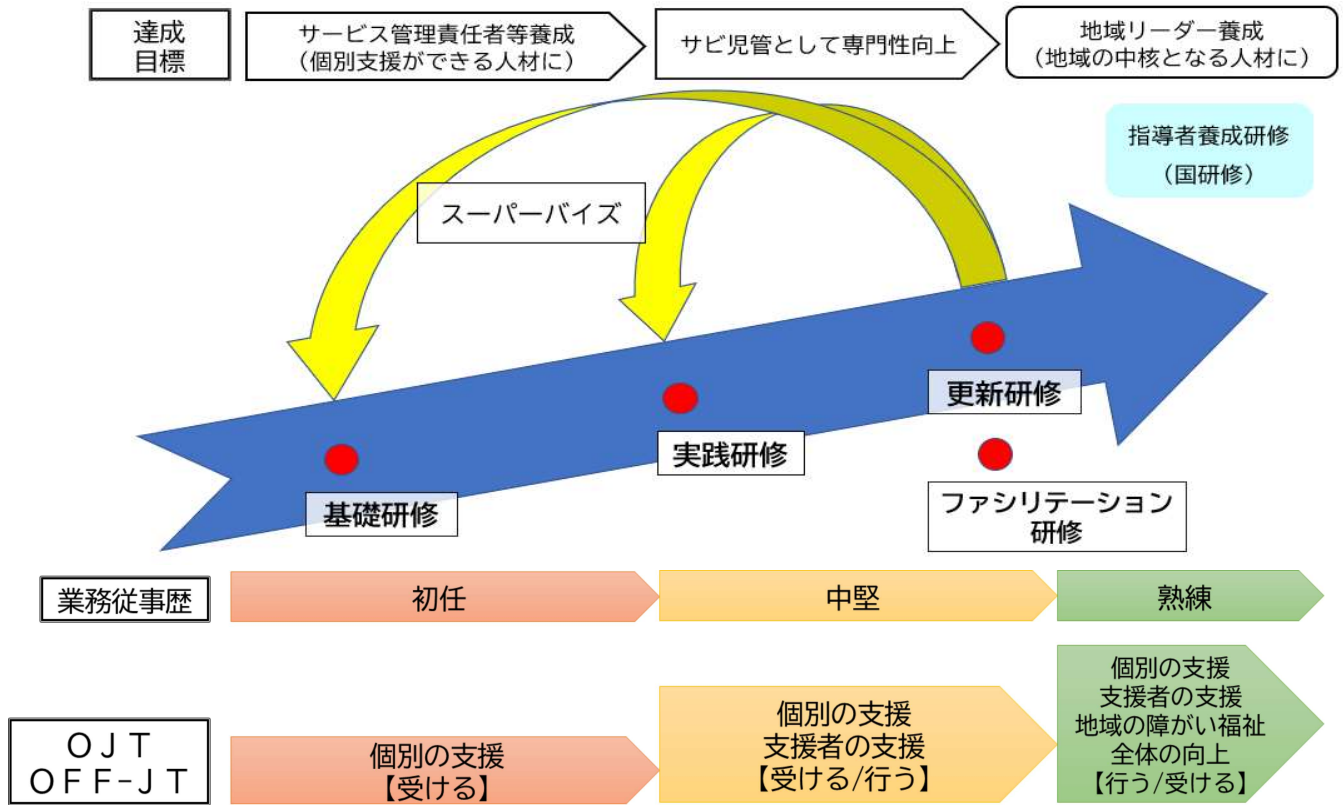 達成
目標
サービス管理責任者等養成
（個別支援ができる人材に）
サビ児管として専門性向上
地域リーダー養成
（地域の中核となる人材に）
指導者養成研修
（国研修）
スーパーバイズ
更新研修
実践研修
基礎研修
ファシリテーション
研修
業務従事歴
初任
中堅
熟練
ＯＪＴ
ＯＦＦ-ＪＴ
個別の支援
【受ける】
個別の支援
支援者の支援
【受ける/行う】
個別の支援
支援者の支援
地域の障がい福祉
全体の向上
【行う/受ける】